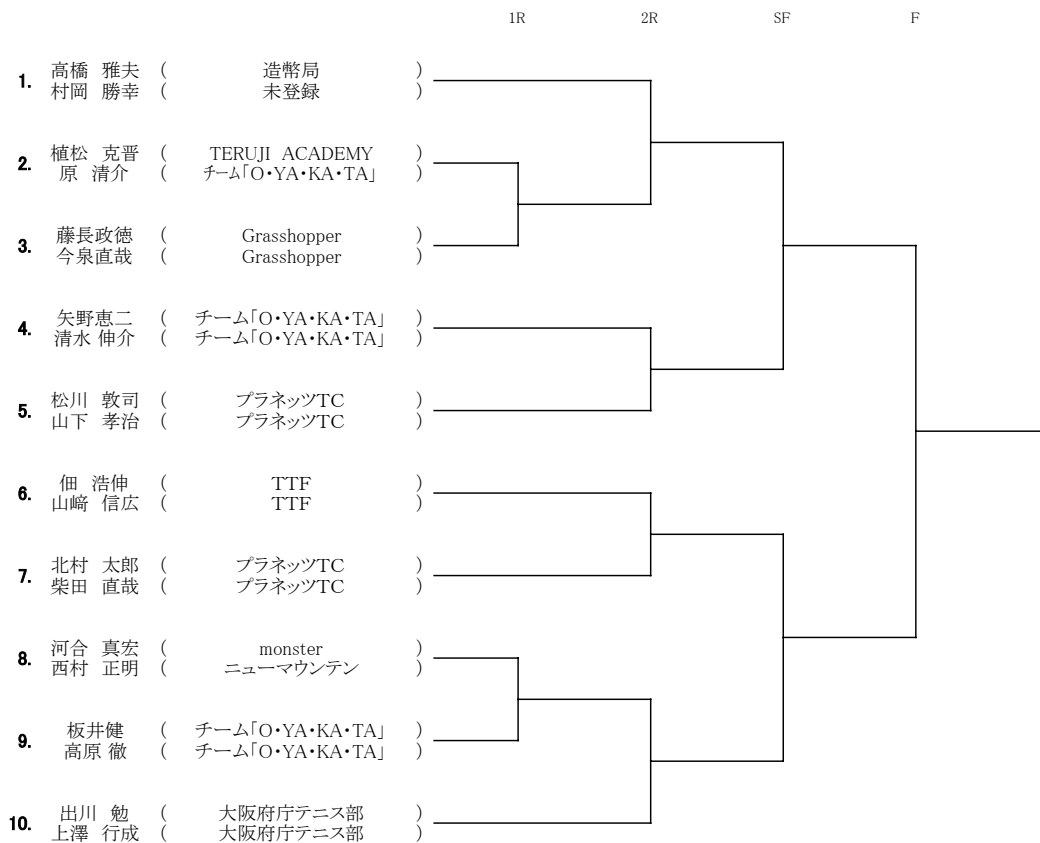 1R 2R SF F
1. 高橋 雅夫 ( 造幣局 )
村岡 勝幸 ( 未登録 )
2. 植松 克晋 ( TERUJI ACADEMY )
原 清介 ( チーム「O・YA・KA・TA」 )
3. 藤長政徳 ( Grasshopper )
今泉直哉 ( Grasshopper )
4. 矢野恵二 ( チーム「O・YA・KA・TA」 )
清水 伸介 ( チーム「O・YA・KA・TA」 )
5. 松川 敦司 ( プラネッツTC )
山下 孝治 ( プラネッツTC )
6. 佃 浩伸 ( TTF )
山﨑 信広 ( TTF )
7. 北村 太郎 ( プラネッツTC )
柴田 直哉 ( プラネッツTC )
8. 河合 真宏 ( monster )
西村 正明 ( ニューマウンテン )
9. 板井健 ( チーム「O・YA・KA・TA」 )
高原 徹 ( チーム「O・YA・KA・TA」 )
10. 出川 勉 ( 大阪府庁テニス部 )
上澤 行成 ( 大阪府庁テニス部 )